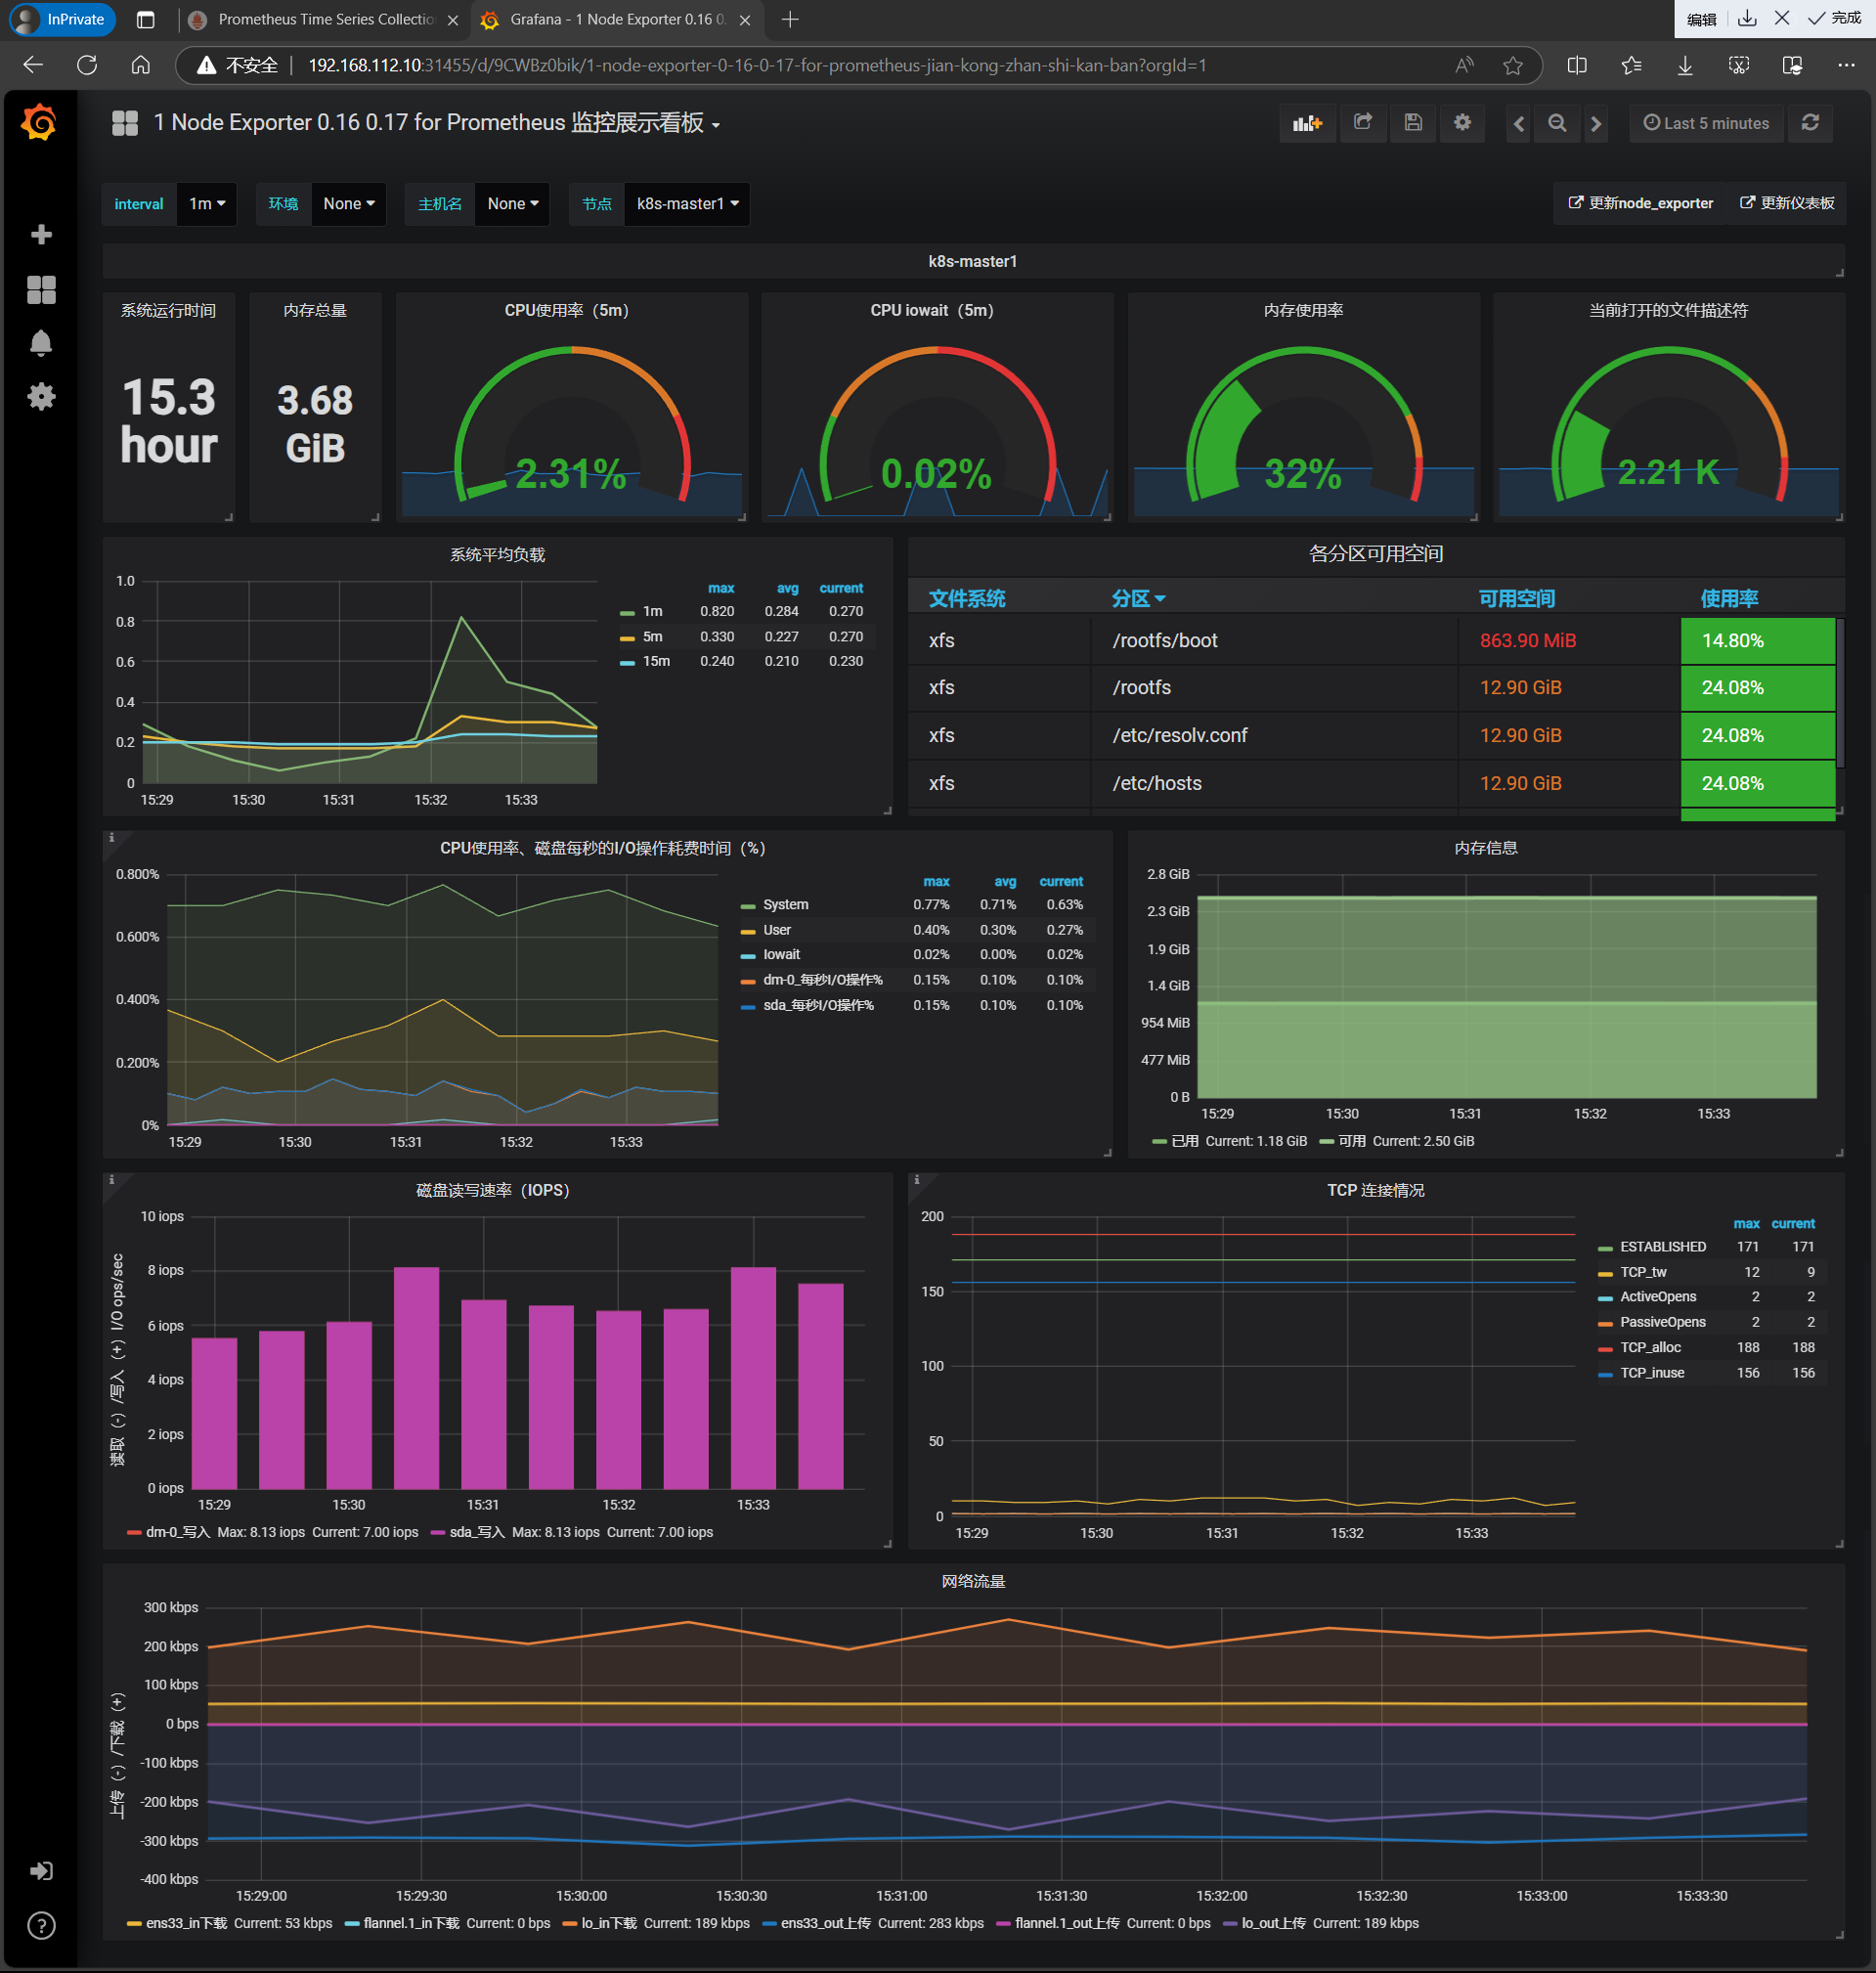 InPrivate
Prometheus Time Series Collectio
Grafana - 1 Node Exporter 0.16 0.
编辑
完成
不安全
192.168.112.10:31455/d/9CWBz0bik/1-node-exporter-0-16-0-17-for-prometheus-jian-kong-zhan-shi-kan-ban?orgId=1
1 Node Exporter 0.16 0.17 for Prometheus 监控展示看板
Last 5 minutes
interval 1m 环境 None 主机名 None 节点 k8s-master1
更新node_exporter 更新仪表板
k8s-master1
系统运行时间
15.3
hour
内存总量
3.68
GiB
CPU使用率（5m）
2.31%
CPU iowait（5m）
0.02%
内存使用率
32%
当前打开的文件描述符
2.21 K
系统平均负载
1.0
0.8
0.6
0.4
0.2
0
15:29 15:30 15:31 15:32 15:33
max avg current
1m 0.820 0.284 0.270
5m 0.330 0.227 0.270
15m 0.240 0.210 0.230
各分区可用空间
文件系统 分区 可用空间 使用率
xfs /rootfs/boot 863.90 MiB 14.80%
xfs /rootfs 12.90 GiB 24.08%
xfs /etc/resolv.conf 12.90 GiB 24.08%
xfs /etc/hosts 12.90 GiB 24.08%
CPU使用率、磁盘每秒的I/O操作耗费时间（%）
0.800%
0.600%
0.400%
0.200%
0%
15:29 15:30 15:31 15:32 15:33
max avg current
System 0.77% 0.71% 0.63%
User 0.40% 0.30% 0.27%
Iowait 0.02% 0.00% 0.02%
dm-0_每秒I/O操作% 0.15% 0.10% 0.10%
sda_每秒I/O操作% 0.15% 0.10% 0.10%
内存信息
2.8 GiB
2.3 GiB
1.9 GiB
1.4 GiB
954 MiB
477 MiB
0 B
15:29 15:30 15:31 15:32 15:33
已用 Current: 1.18 GiB 可用 Current: 2.50 GiB
磁盘读写速率（IOPS）
读取（-）/写入（+）I/O ops/sec
10 iops
8 iops
6 iops
4 iops
2 iops
0 iops
15:29 15:30 15:31 15:32 15:33
dm-0_写入 Max: 8.13 iops Current: 7.00 iops sda_写入 Max: 8.13 iops Current: 7.00 iops
TCP 连接情况
200
150
100
50
0
15:29 15:30 15:31 15:32 15:33
max current
ESTABLISHED 171 171
TCP_tw 12 9
ActiveOpens 2 2
PassiveOpens 2 2
TCP_alloc 188 188
TCP_inuse 156 156
网络流量
上传（-）/下载（+）
300 kbps
200 kbps
100 kbps
0 bps
-100 kbps
-200 kbps
-300 kbps
-400 kbps
15:29:00 15:29:30 15:30:00 15:30:30 15:31:00 15:31:30 15:32:00 15:32:30 15:33:00 15:33:30
ens33_in下载 Current: 53 kbps flannel.1_in下载 Current: 0 bps lo_in下载 Current: 189 kbps ens33_out上传 Current: 283 kbps flannel.1_out上传 Current: 0 bps lo_out上传 Current: 189 kbps